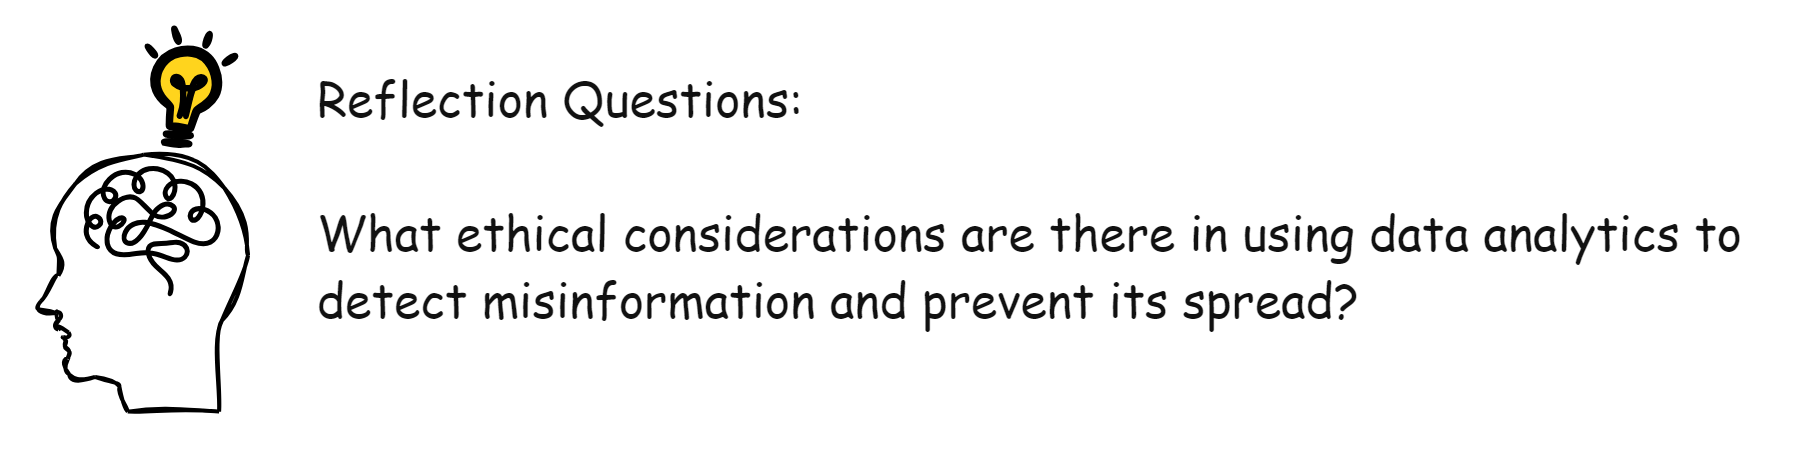 Reflection Questions:
What ethical considerations are there in using data analytics to
detect misinformation and prevent its spread?